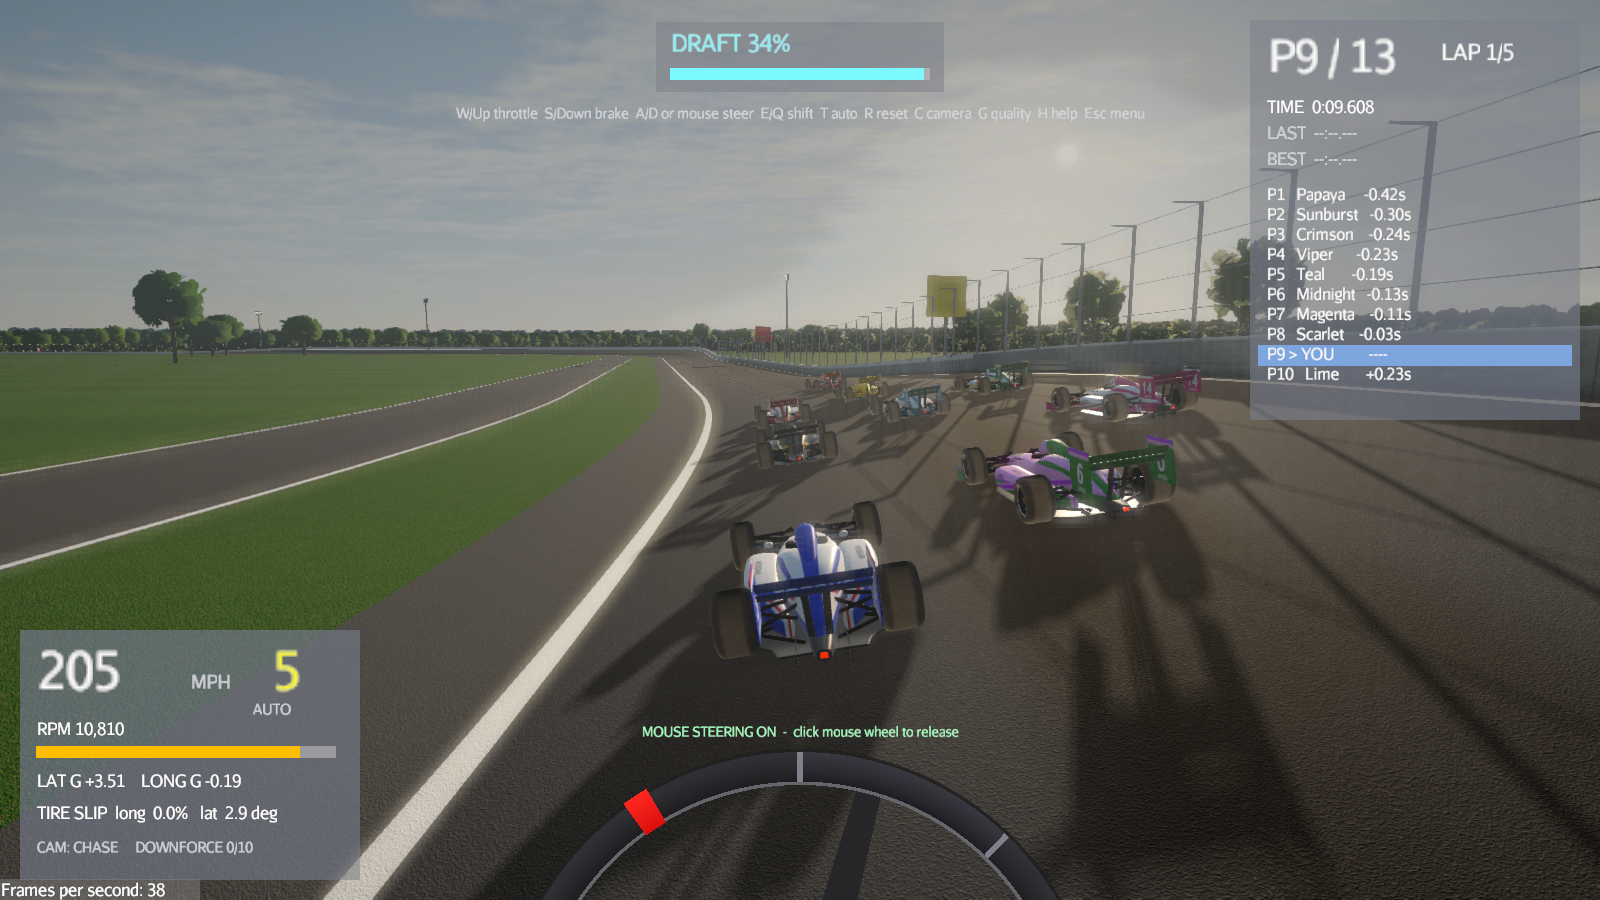 DRAFT 34%
W/Up throttle S/Down brake A/D or mouse steer E/Q shift T auto R reset C camera G quality H help Esc menu
P9 / 13 LAP 1/5
TIME 0:09.608
LAST --:--.---
BEST --:--.---
P1 Papaya -0.42s
P2 Sunburst -0.30s
P3 Crimson -0.24s
P4 Viper -0.23s
P5 Teal -0.19s
P6 Midnight -0.13s
P7 Magenta -0.11s
P8 Scarlet -0.03s
P9 > YOU ----
P10 Lime +0.23s
14
6
205 MPH 5
AUTO
RPM 10,810
LAT G +3.51 LONG G -0.19
TIRE SLIP long 0.0% lat 2.9 deg
CAM: CHASE DOWNFORCE 0/10
MOUSE STEERING ON - click mouse wheel to release
Frames per second: 38